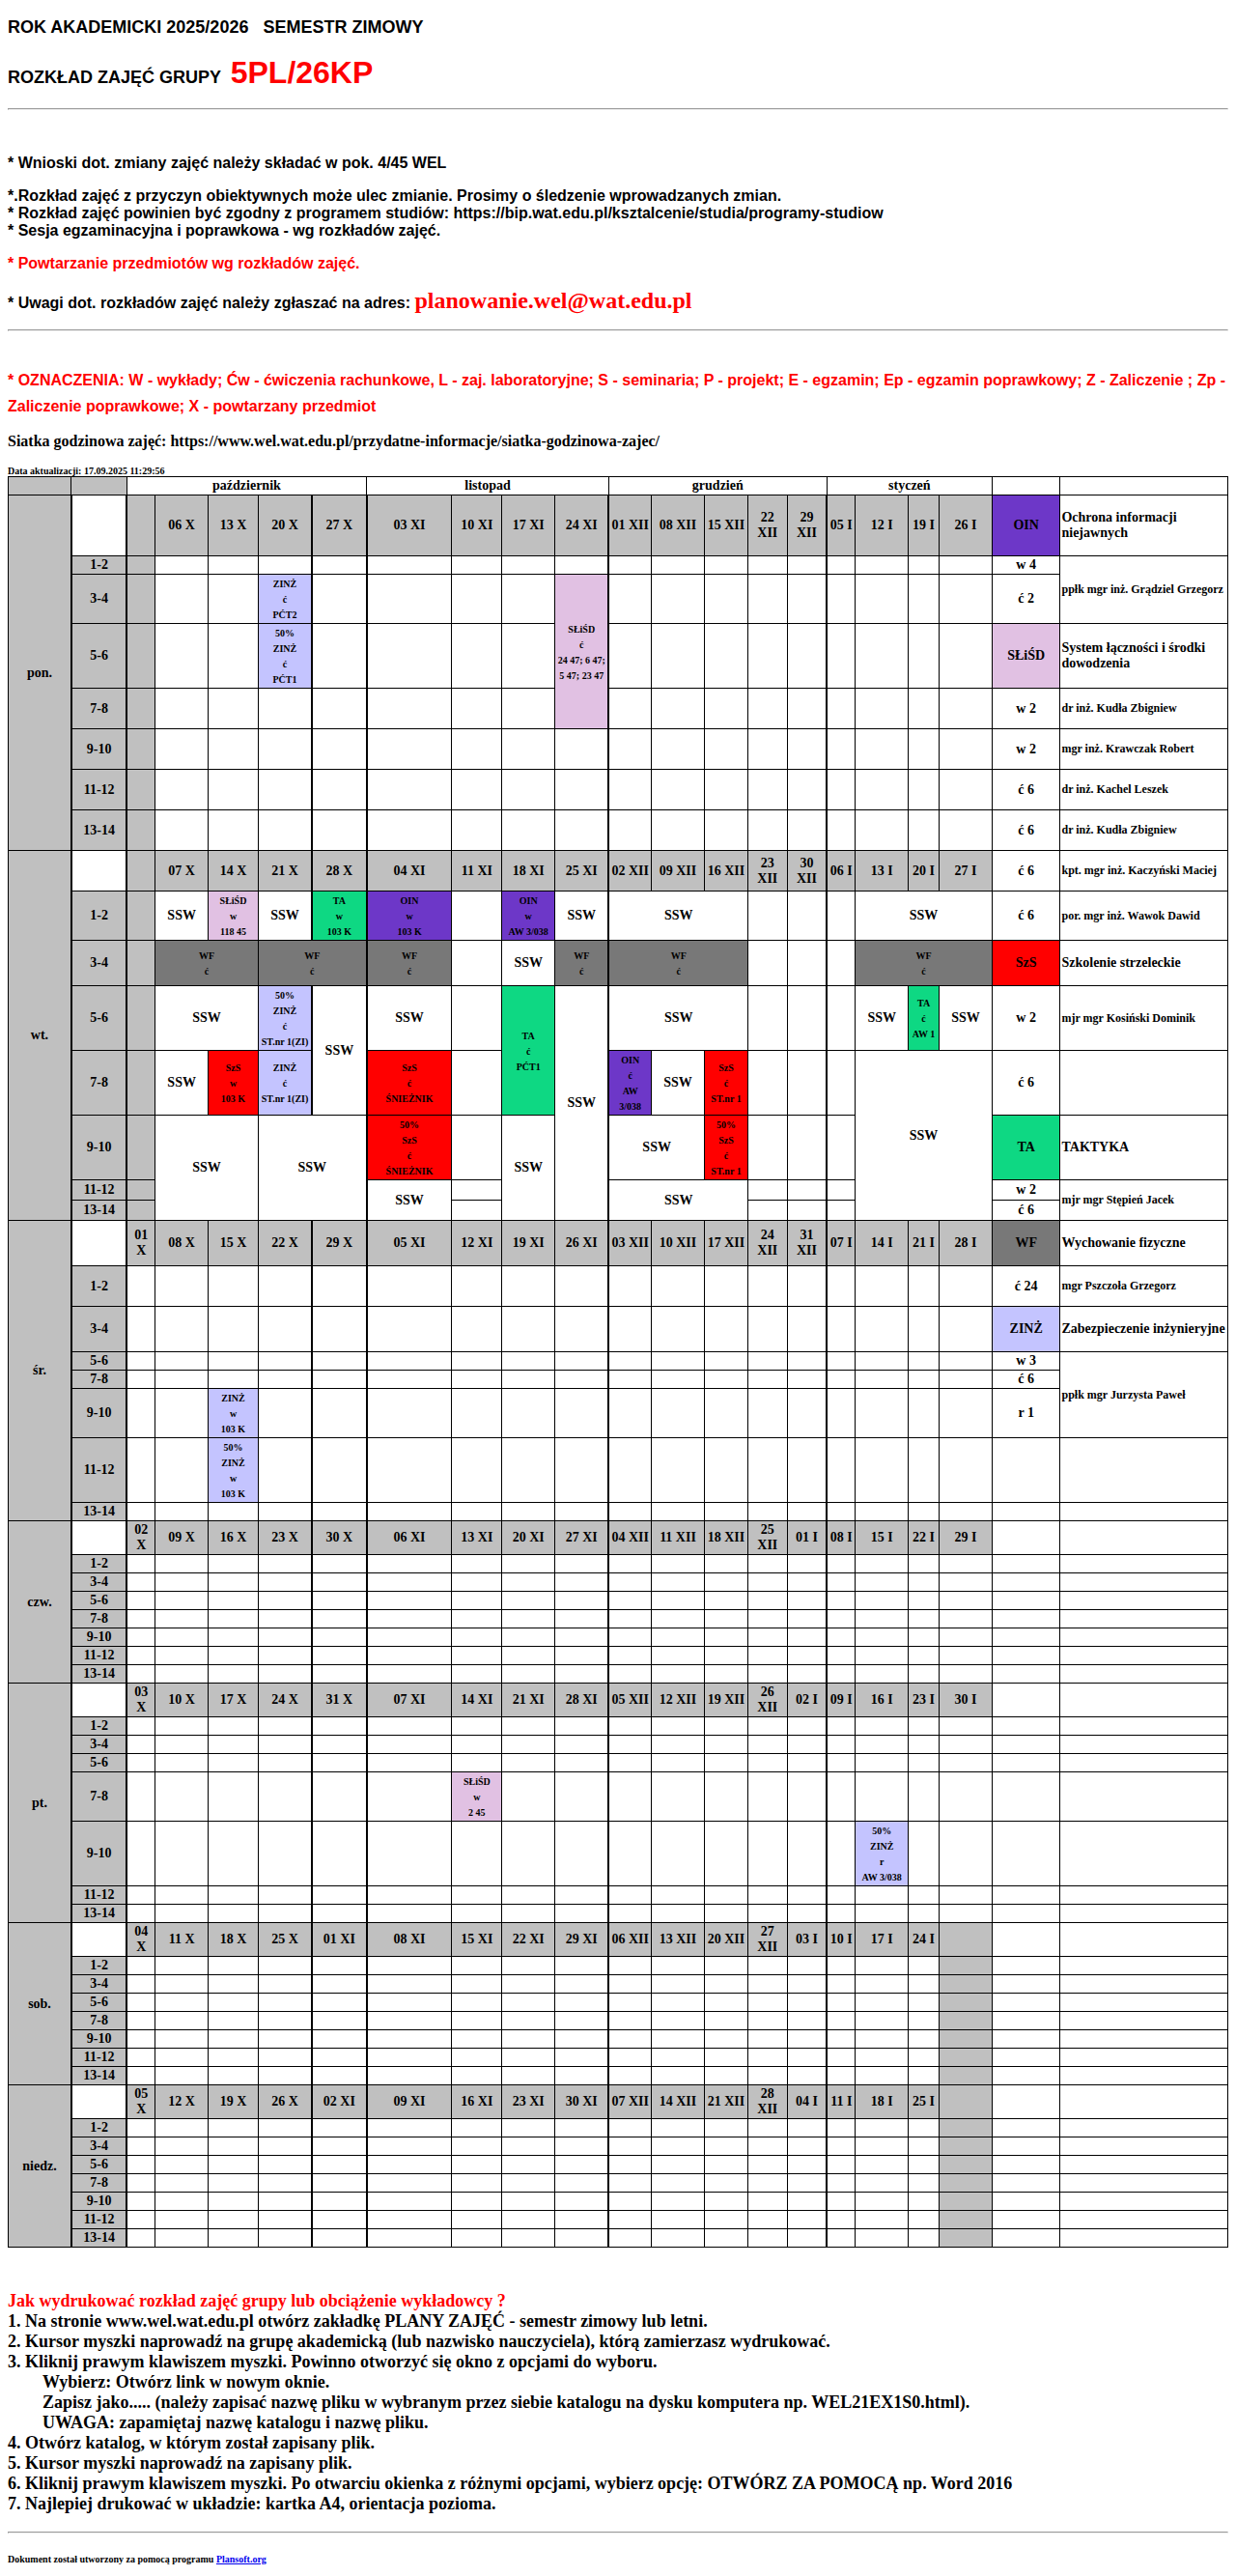 ROK AKADEMICKI 2025/2026 SEMESTR ZIMOWY
ROZKŁAD ZAJĘĆ GRUPY 5PL/26KP
* Wnioski dot. zmiany zajęć należy składać w pok. 4/45 WEL
*.Rozkład zajęć z przyczyn obiektywnych może ulec zmianie. Prosimy o śledzenie wprowadzanych zmian.
* Rozkład zajęć powinien być zgodny z programem studiów: https://bip.wat.edu.pl/ksztalcenie/studia/programy-studiow
* Sesja egzaminacyjna i poprawkowa - wg rozkładów zajęć.
* Powtarzanie przedmiotów wg rozkładów zajęć.
* Uwagi dot. rozkładów zajęć należy zgłaszać na adres: planowanie.wel@wat.edu.pl
* OZNACZENIA: W - wykłady; Ćw - ćwiczenia rachunkowe, L - zaj. laboratoryjne; S - seminaria; P - projekt; E - egzamin; Ep - egzamin poprawkowy; Z - Zaliczenie ; Zp -
Zaliczenie poprawkowe; X - powtarzany przedmiot
Siatka godzinowa zajęć: https://www.wel.wat.edu.pl/przydatne-informacje/siatka-godzinowa-zajec/
Data aktualizacji: 17.09.2025 11:29:56
październik listopad grudzień styczeń
pon. 06 X 13 X 20 X 27 X 03 XI 10 XI 17 XI 24 XI 01 XII 08 XII 15 XII 22 XII 29 XII 05 I 12 I 19 I 26 I OIN Ochrona informacji niejawnych
1-2 w 4 ppłk mgr inż. Grądziel Grzegorz
3-4 ZINŻ ć PĆT2 SŁiŚD ć 24 47; 6 47; 5 47; 23 47 ć 2
5-6 50% ZINŻ ć PĆT1 SŁiŚD System łączności i środki dowodzenia
7-8 w 2 dr inż. Kudła Zbigniew
9-10 w 2 mgr inż. Krawczak Robert
11-12 ć 6 dr inż. Kachel Leszek
13-14 ć 6 dr inż. Kudła Zbigniew
wt. 07 X 14 X 21 X 28 X 04 XI 11 XI 18 XI 25 XI 02 XII 09 XII 16 XII 23 XII 30 XII 06 I 13 I 20 I 27 I ć 6 kpt. mgr inż. Kaczyński Maciej
1-2 SSW SŁiŚD w 118 45 SSW TA w 103 K OIN w 103 K OIN w AW 3/038 SSW SSW SSW ć 6 por. mgr inż. Wawok Dawid
3-4 WF ć WF ć WF ć SSW WF ć WF ć WF ć SzS Szkolenie strzeleckie
5-6 SSW 50% ZINŻ ć ST.nr 1(ZI) SSW SSW TA ć PĆT1 SSW SSW SSW TA ć AW 1 SSW w 2 mjr mgr Kosiński Dominik
7-8 SSW SzS w 103 K ZINŻ ć ST.nr 1(ZI) SzS ć ŚNIEŻNIK OIN ć AW 3/038 SSW SzS ć ST.nr 1 SSW ć 6
9-10 SSW SSW 50% SzS ć ŚNIEŻNIK SSW SSW 50% SzS ć ST.nr 1 TA TAKTYKA
11-12 SSW SSW w 2 mjr mgr Stępień Jacek
13-14 ć 6
śr. 01 X 08 X 15 X 22 X 29 X 05 XI 12 XI 19 XI 26 XI 03 XII 10 XII 17 XII 24 XII 31 XII 07 I 14 I 21 I 28 I WF Wychowanie fizyczne
1-2 ć 24 mgr Pszczoła Grzegorz
3-4 ZINŻ Zabezpieczenie inżynieryjne
5-6 w 3 ppłk mgr Jurzysta Paweł
7-8 ć 6
9-10 ZINŻ w 103 K r 1
11-12 50% ZINŻ w 103 K
13-14
czw. 02 X 09 X 16 X 23 X 30 X 06 XI 13 XI 20 XI 27 XI 04 XII 11 XII 18 XII 25 XII 01 I 08 I 15 I 22 I 29 I
1-2
3-4
5-6
7-8
9-10
11-12
13-14
pt. 03 X 10 X 17 X 24 X 31 X 07 XI 14 XI 21 XI 28 XI 05 XII 12 XII 19 XII 26 XII 02 I 09 I 16 I 23 I 30 I
1-2
3-4
5-6
7-8 SŁiŚD w 2 45
9-10 50% ZINŻ r AW 3/038
11-12
13-14
sob. 04 X 11 X 18 X 25 X 01 XI 08 XI 15 XI 22 XI 29 XI 06 XII 13 XII 20 XII 27 XII 03 I 10 I 17 I 24 I
1-2
3-4
5-6
7-8
9-10
11-12
13-14
niedz. 05 X 12 X 19 X 26 X 02 XI 09 XI 16 XI 23 XI 30 XI 07 XII 14 XII 21 XII 28 XII 04 I 11 I 18 I 25 I
1-2
3-4
5-6
7-8
9-10
11-12
13-14
Jak wydrukować rozkład zajęć grupy lub obciążenie wykładowcy ?
1. Na stronie www.wel.wat.edu.pl otwórz zakładkę PLANY ZAJĘĆ - semestr zimowy lub letni.
2. Kursor myszki naprowadź na grupę akademicką (lub nazwisko nauczyciela), którą zamierzasz wydrukować.
3. Kliknij prawym klawiszem myszki. Powinno otworzyć się okno z opcjami do wyboru.
Wybierz: Otwórz link w nowym oknie.
Zapisz jako..... (należy zapisać nazwę pliku w wybranym przez siebie katalogu na dysku komputera np. WEL21EX1S0.html).
UWAGA: zapamiętaj nazwę katalogu i nazwę pliku.
4. Otwórz katalog, w którym został zapisany plik.
5. Kursor myszki naprowadź na zapisany plik.
6. Kliknij prawym klawiszem myszki. Po otwarciu okienka z różnymi opcjami, wybierz opcję: OTWÓRZ ZA POMOCĄ np. Word 2016
7. Najlepiej drukować w układzie: kartka A4, orientacja pozioma.
Dokument został utworzony za pomocą programu Plansoft.org